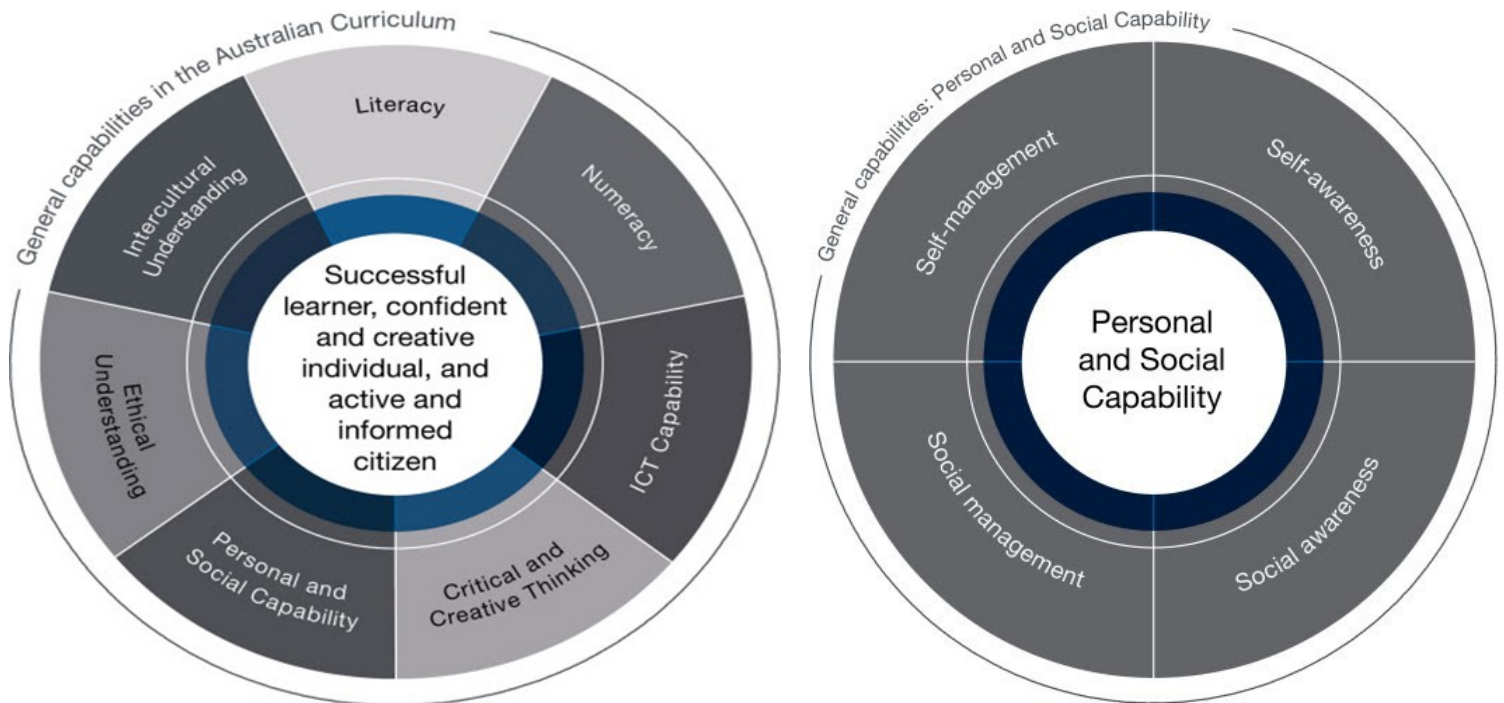 General capabilities in the Australian Curriculum
Literacy
Numeracy
ICT Capability
Critical and
Creative Thinking
Personal and
Social Capability
Ethical
Understanding
Intercultural
Understanding
Successful
learner, confident
and creative
individual, and
active and
informed
citizen
General capabilities: Personal and Social Capability
Self-management
Self-awareness
Social awareness
Social management
Personal
and Social
Capability